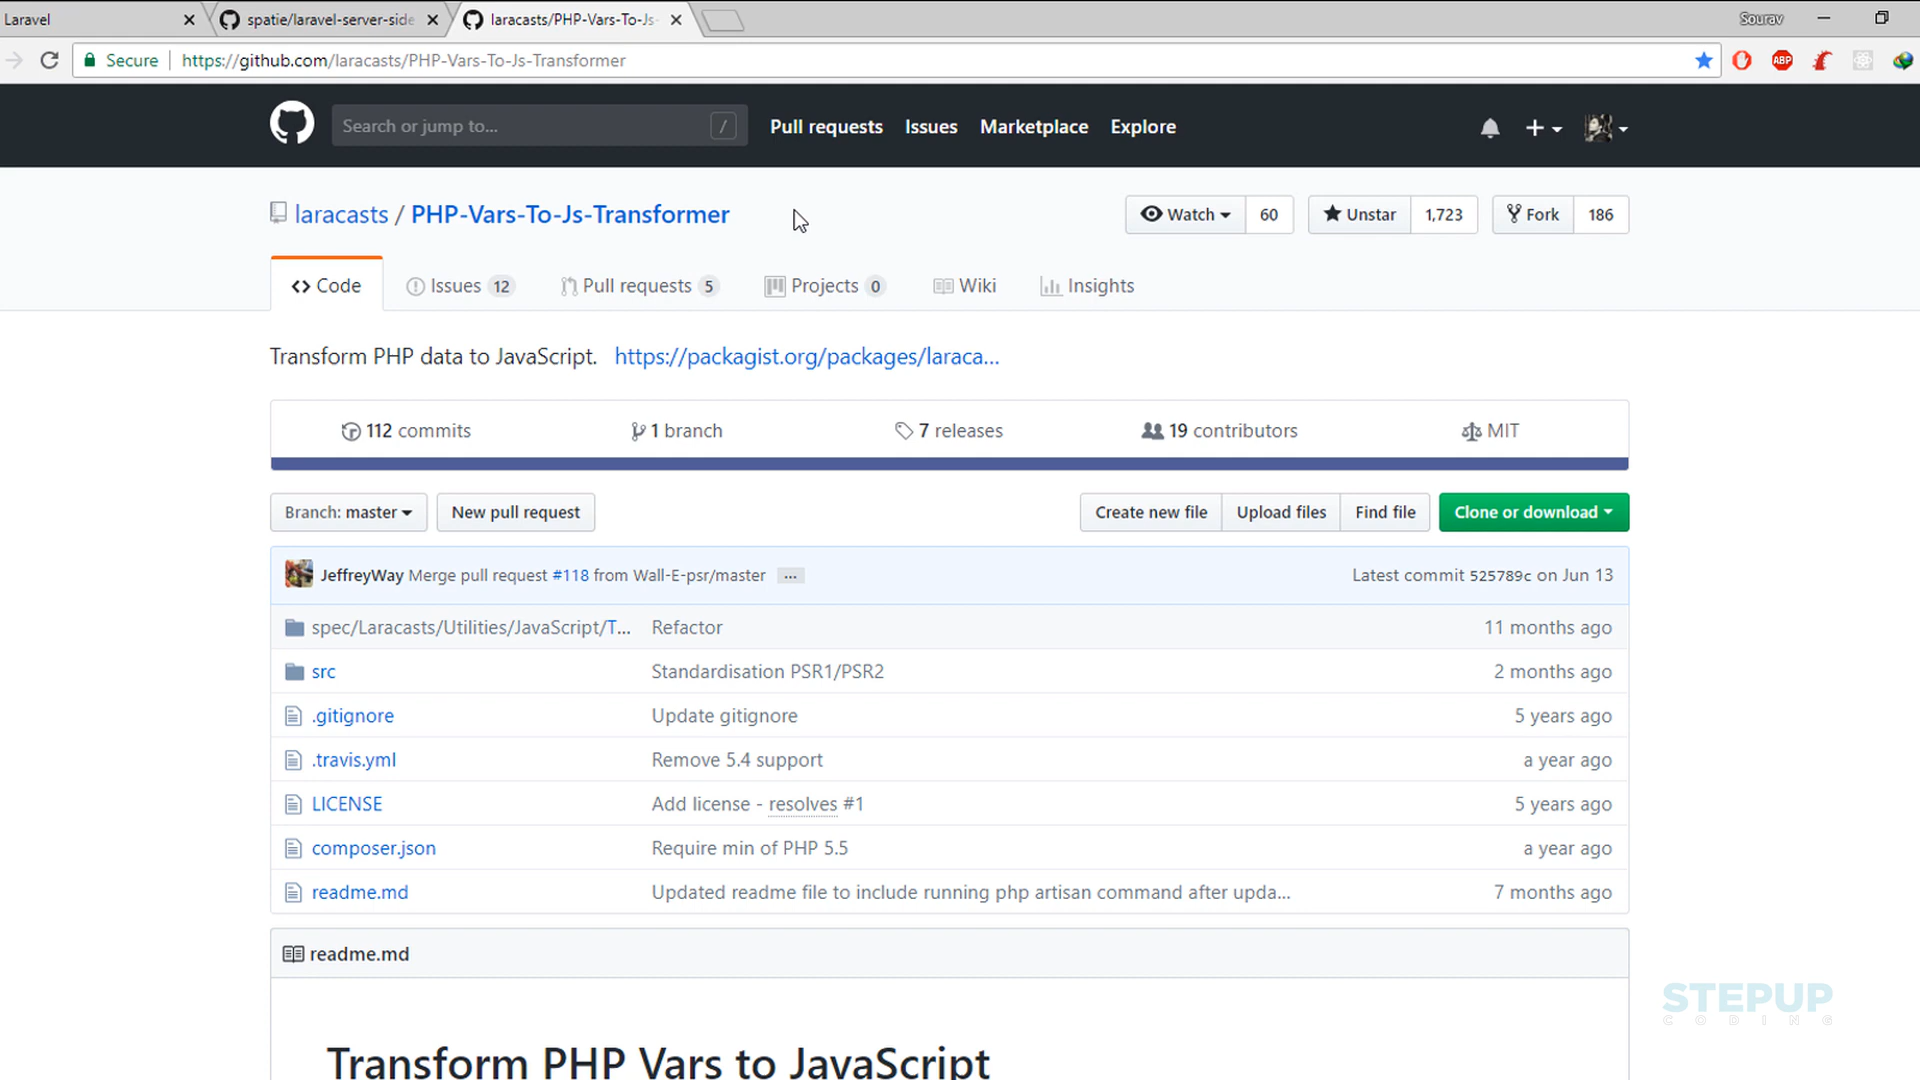 Laravel
spatie/laravel-server-side
laracasts/PHP-Vars-To-Js-
Sourav
Secure https://github.com/laracasts/PHP-Vars-To-Js-Transformer
ABP
Search or jump to... /
Pull requests Issues Marketplace Explore
laracasts / PHP-Vars-To-Js-Transformer
Watch 60 Unstar 1,723 Fork 186
Code Issues 12 Pull requests 5 Projects 0 Wiki Insights
Transform PHP data to JavaScript. https://packagist.org/packages/laraca...
112 commits 1 branch 7 releases 19 contributors MIT
Branch: master New pull request Create new file Upload files Find file Clone or download
JeffreyWay Merge pull request #118 from Wall-E-psr/master ... Latest commit 525789c on Jun 13
spec/Laracasts/Utilities/JavaScript/T... Refactor 11 months ago
src Standardisation PSR1/PSR2 2 months ago
.gitignore Update gitignore 5 years ago
.travis.yml Remove 5.4 support a year ago
LICENSE Add license - resolves #1 5 years ago
composer.json Require min of PHP 5.5 a year ago
readme.md Updated readme file to include running php artisan command after upda... 7 months ago
readme.md
Transform PHP Vars to JavaScript
STEPUP
CODING